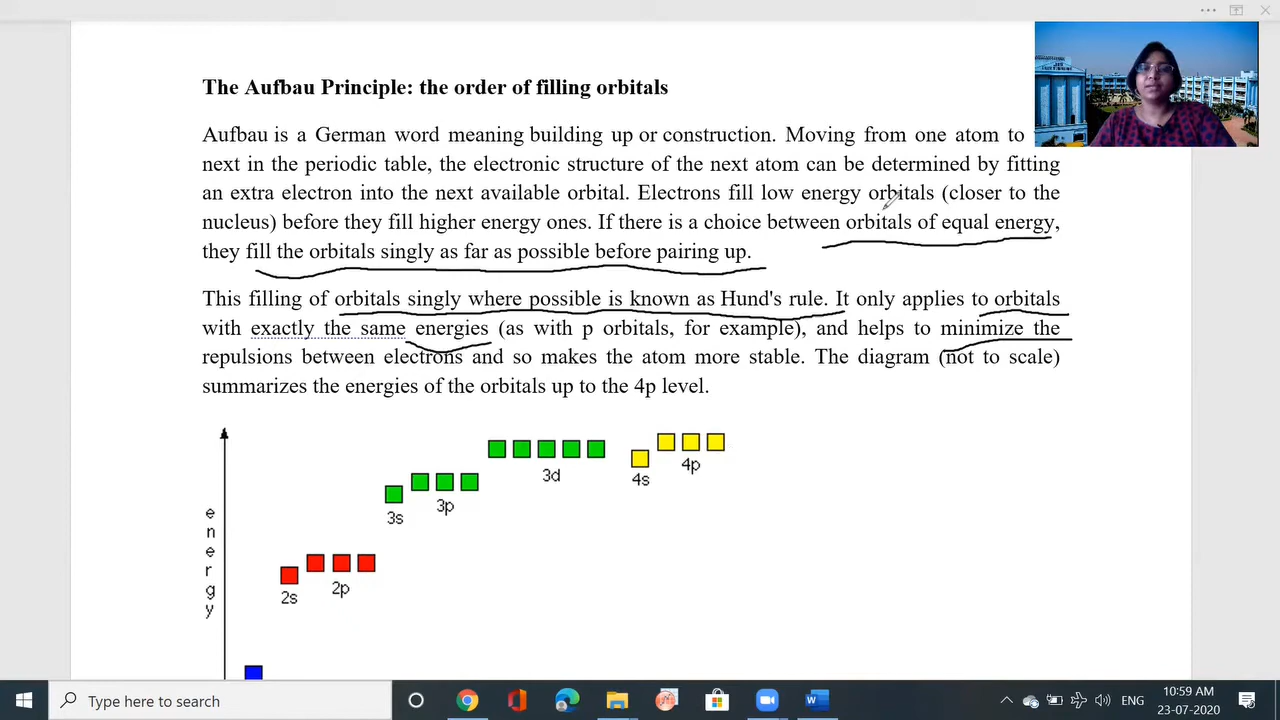 The Aufbau Principle: the order of filling orbitals
Aufbau is a German word meaning building up or construction. Moving from one atom to
next in the periodic table, the electronic structure of the next atom can be determined by fitting
an extra electron into the next available orbital. Electrons fill low energy orbitals (closer to the
nucleus) before they fill higher energy ones. If there is a choice between orbitals of equal energy,
they fill the orbitals singly as far as possible before pairing up.
This filling of orbitals singly where possible is known as Hund's rule. It only applies to orbitals
with exactly the same energies (as with p orbitals, for example), and helps to minimize the
repulsions between electrons and so makes the atom more stable. The diagram (not to scale)
summarizes the energies of the orbitals up to the 4p level.
energy
3d
4s
4p
3s
3p
2s
2p
Type here to search
ENG
10:59 AM
23-07-2020